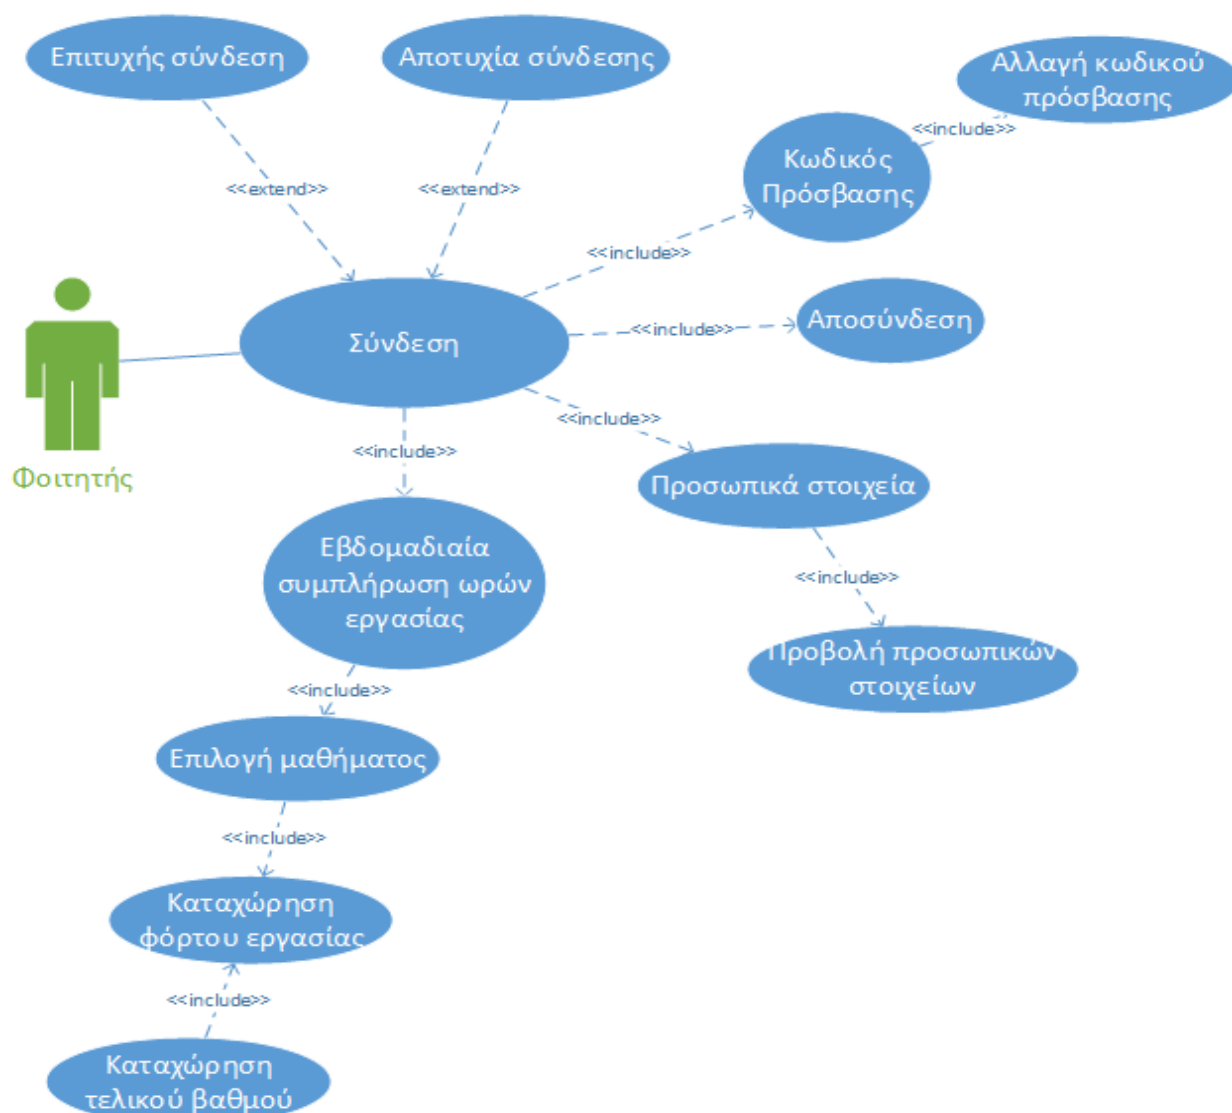 Επιτυχής σύνδεση
Αποτυχία σύνδεσης
Αλλαγή κωδικού
πρόσβασης
<<include>>
Κωδικός
Πρόσβασης
<<extend>>
<<extend>>
<<include>>
Σύνδεση
<<include>>
Αποσύνδεση
<<include>>
<<include>>
Φοιτητής
Προσωπικά στοιχεία
Εβδομαδιαία
συμπλήρωση ωρών
εργασίας
<<include>>
Προβολή προσωπικών
στοιχείων
<<include>>
Επιλογή μαθήματος
<<include>>
Καταχώρηση
φόρτου εργασίας
<<include>>
Καταχώρηση
τελικού βαθμού